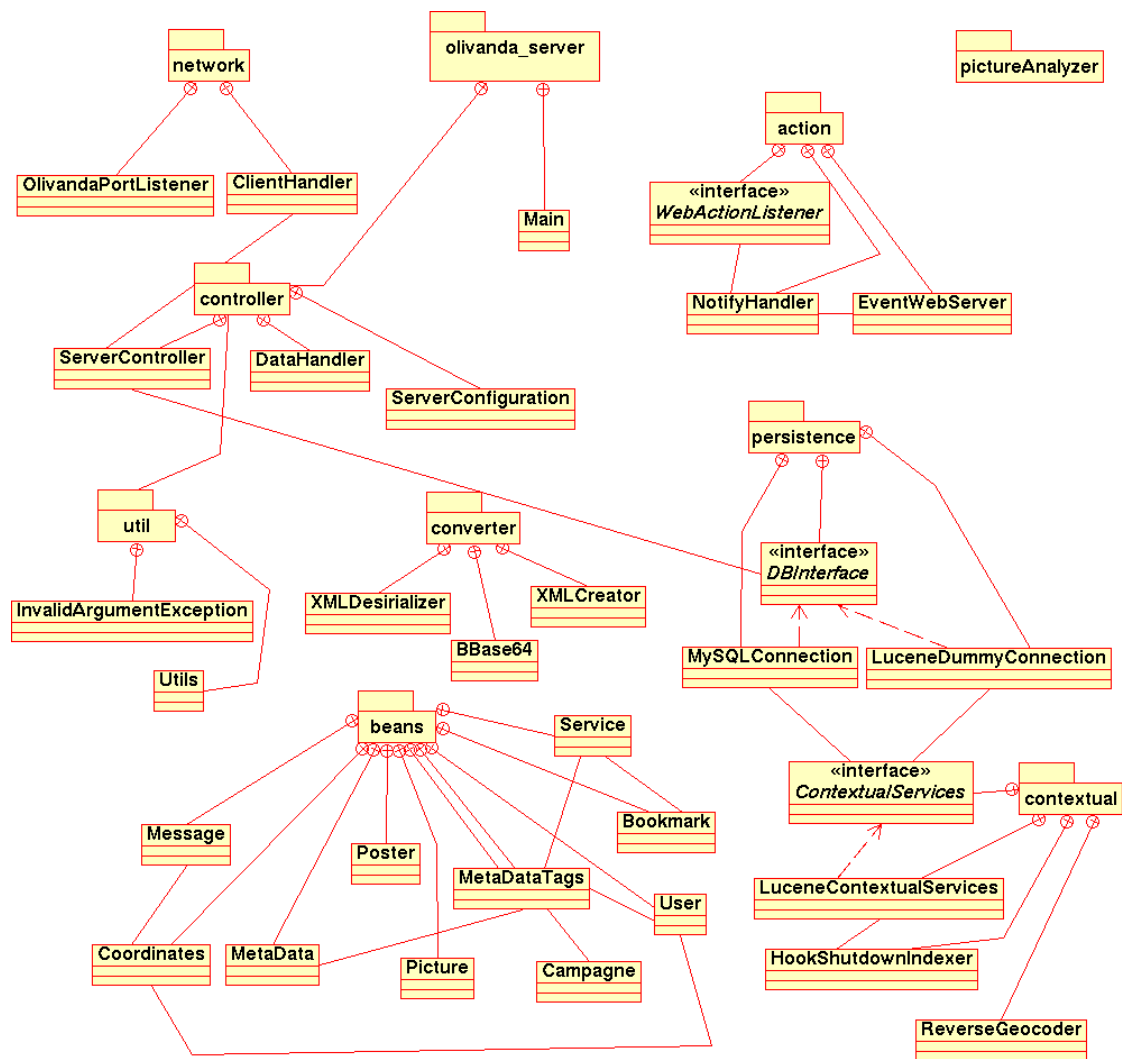 olivanda_server
network
pictureAnalyzer
action
OlivandaPortListener
ClientHandler
«interface»
WebActionListener
Main
controller
NotifyHandler
EventWebServer
ServerController
DataHandler
ServerConfiguration
persistence
util
converter
«interface»
DBInterface
InvalidArgumentException
XMLDesirializer
XMLCreator
BBase64
MySQLConnection
LuceneDummyConnection
Utils
beans
Service
«interface»
ContextualServices
contextual
Message
Bookmark
Poster
MetaDataTags
LuceneContextualServices
User
Coordinates
MetaData
Picture
Campagne
HookShutdownIndexer
ReverseGeocoder